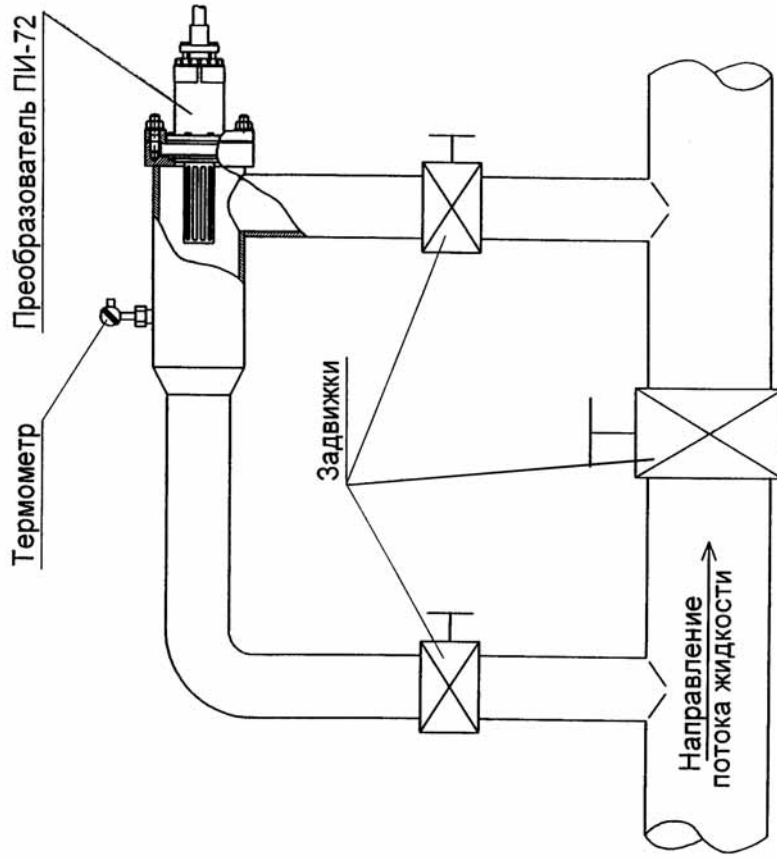 Термометр
Преобразователь ПИ-72
Задвижки
Направление
потока жидкости